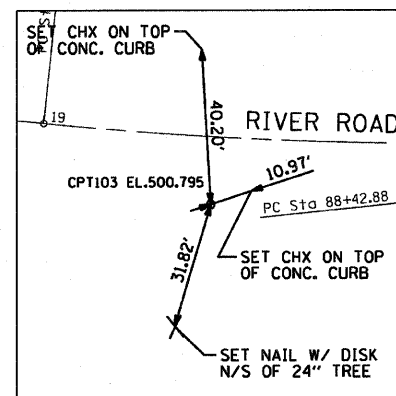 SET CHX ON TOP
OF CONC. CURB
19
40.20'
RIVER ROAD
10.97'
CPT103 EL.500.795
PC Sta 88+42.88
31.82'
SET CHX ON TOP
OF CONC. CURB
SET NAIL W/ DISK
N/S OF 24" TREE